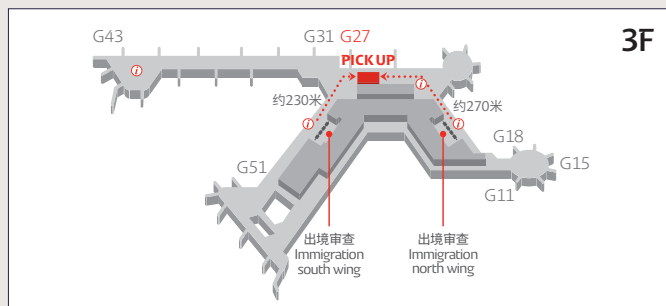 3F
G43
G31 G27
PICK UP
i
i
约230米
约270米
i
i
G18
G51
G15
G11
出境审查
Immigration
south wing
出境审查
Immigration
north wing